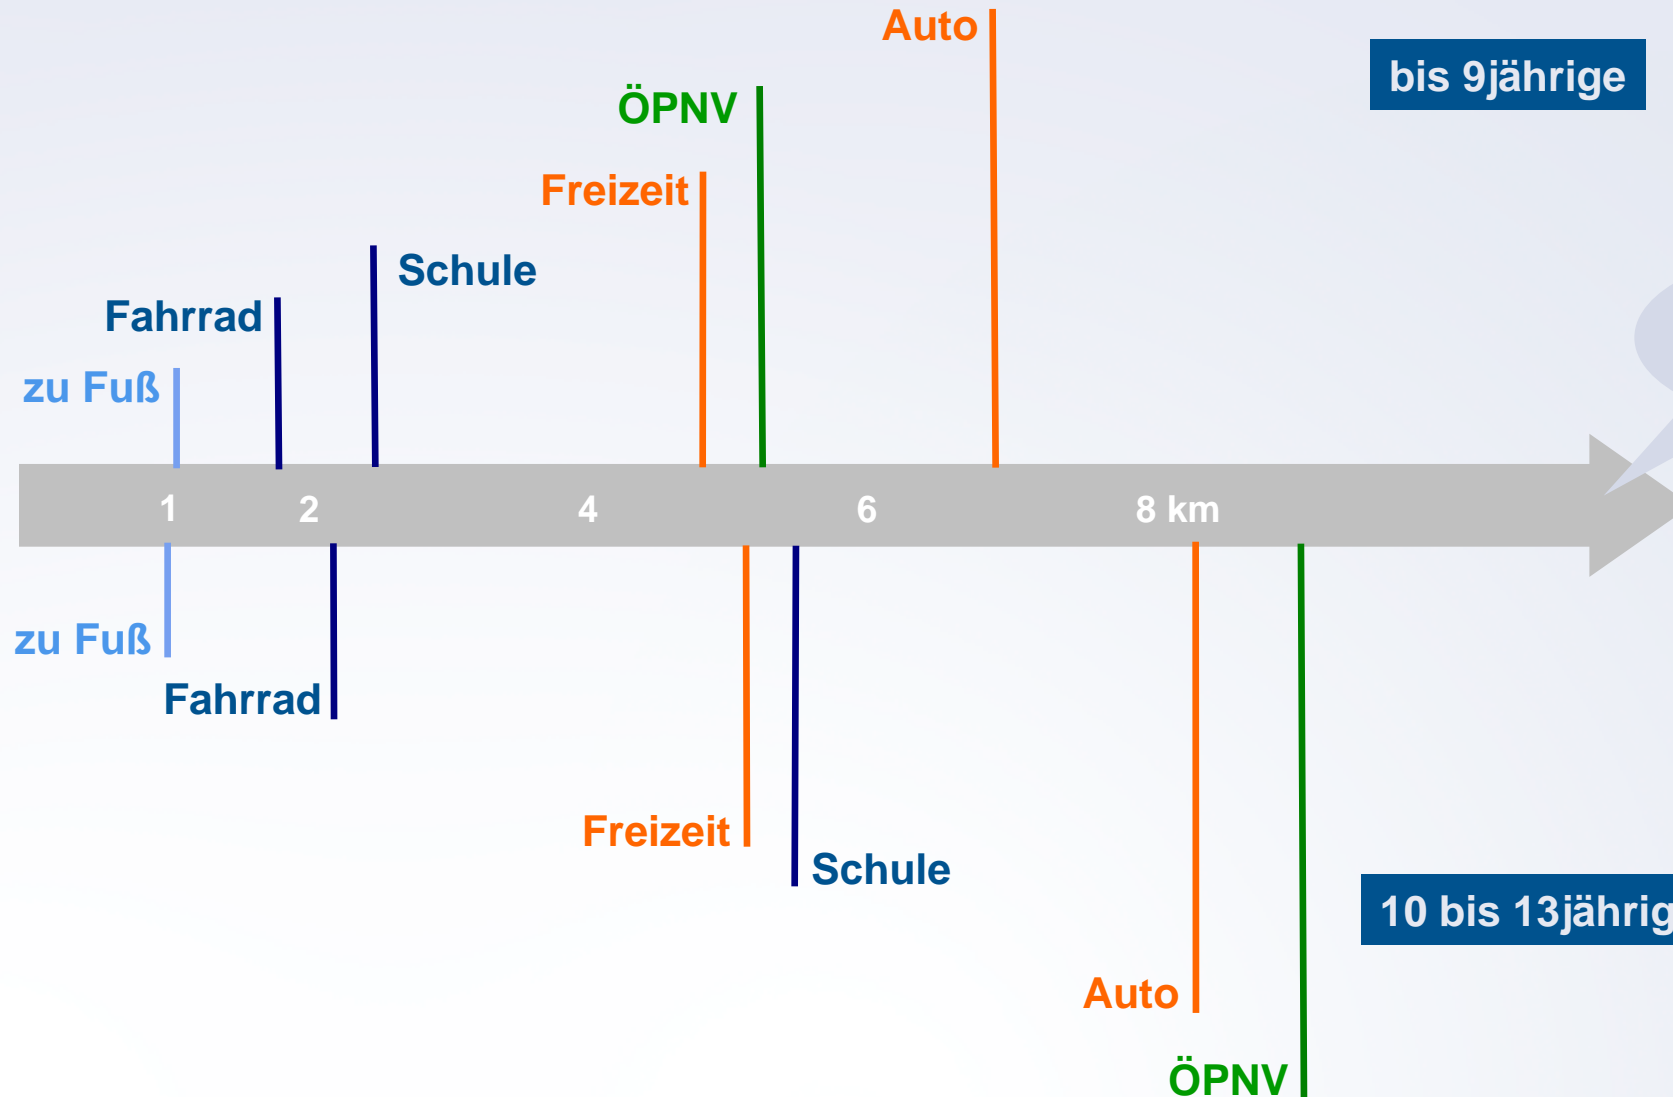 Auto
bis 9jährige
ÖPNV
Freizeit
Schule
Fahrrad
zu Fuß
1 2 4 6 8 km
zu Fuß
Fahrrad
Freizeit
Schule
10 bis 13jährig
Auto
ÖPNV